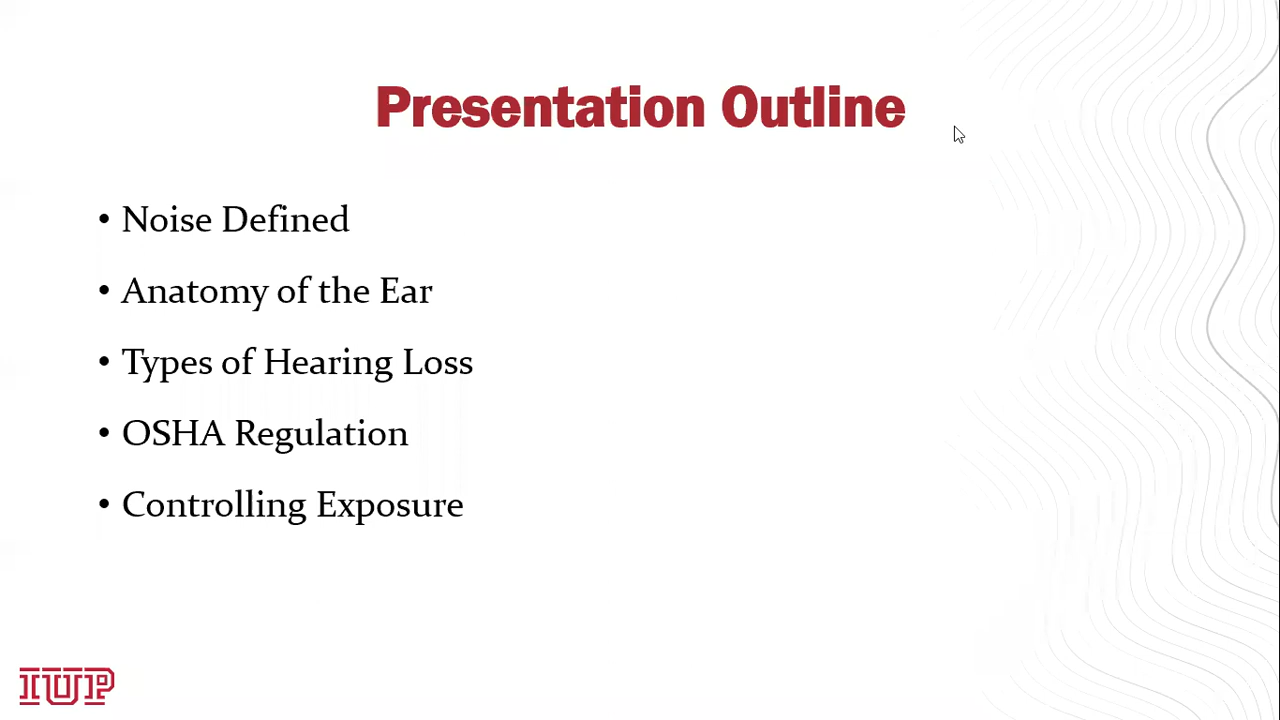 Presentation Outline
• Noise Defined
• Anatomy of the Ear
• Types of Hearing Loss
• OSHA Regulation
• Controlling Exposure
IUP